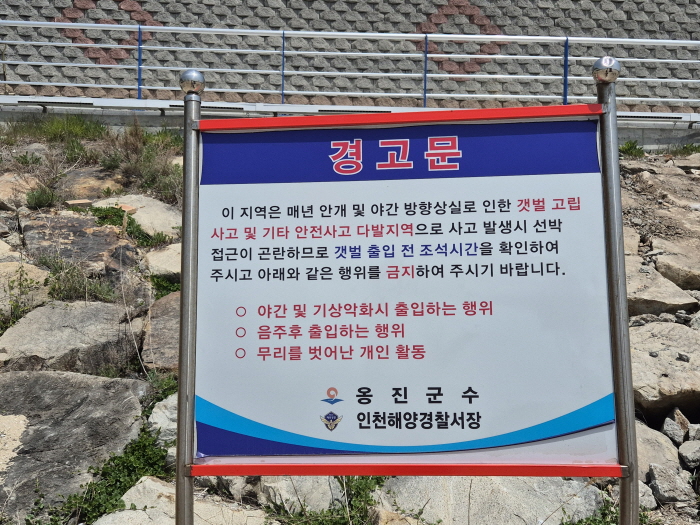 경고문
이 지역은 매년 안개 및 야간 방향상실로 인한 갯벌 고립
사고 및 기타 안전사고 다발지역으로 사고 발생시 선박
접근이 곤란하므로 갯벌 출입 전 조석시간을 확인하여
주시고 아래와 같은 행위를 금지하여 주시기 바랍니다.
○ 야간 및 기상악화시 출입하는 행위
○ 음주후 출입하는 행위
○ 무리를 벗어난 개인 활동
옹진군수
인천해양경찰서장